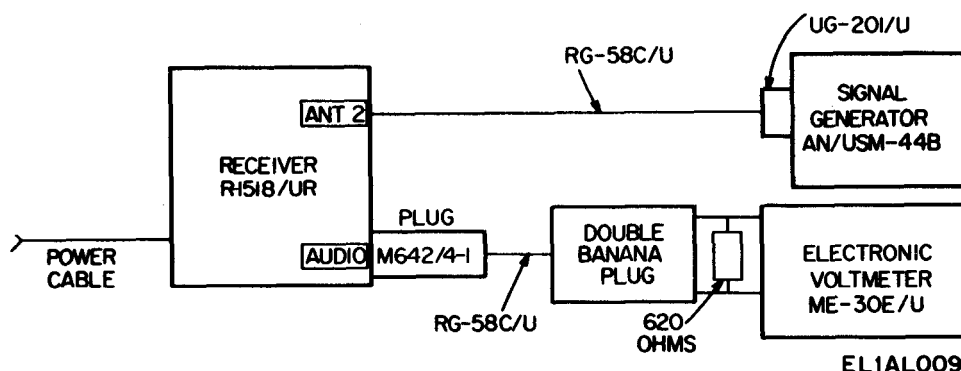 UG-201/U
RG-58C/U
SIGNAL
GENERATOR
AN/USM-44B
ANT 2
RECEIVER
R-1518/UR
PLUG
AUDIO
M642/4-1
DOUBLE
BANANA
PLUG
ELECTRONIC
VOLTMETER
ME-30E/U
POWER
CABLE
RG-58C/U
620
OHMS
EL1AL009